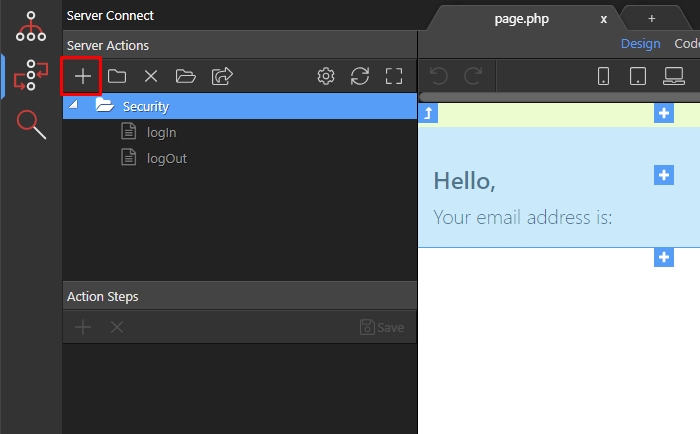 Server Connect
page.php x +
Server Actions
Design Code
Security
logIn
logOut
Hello,
Your email address is:
Action Steps
Save